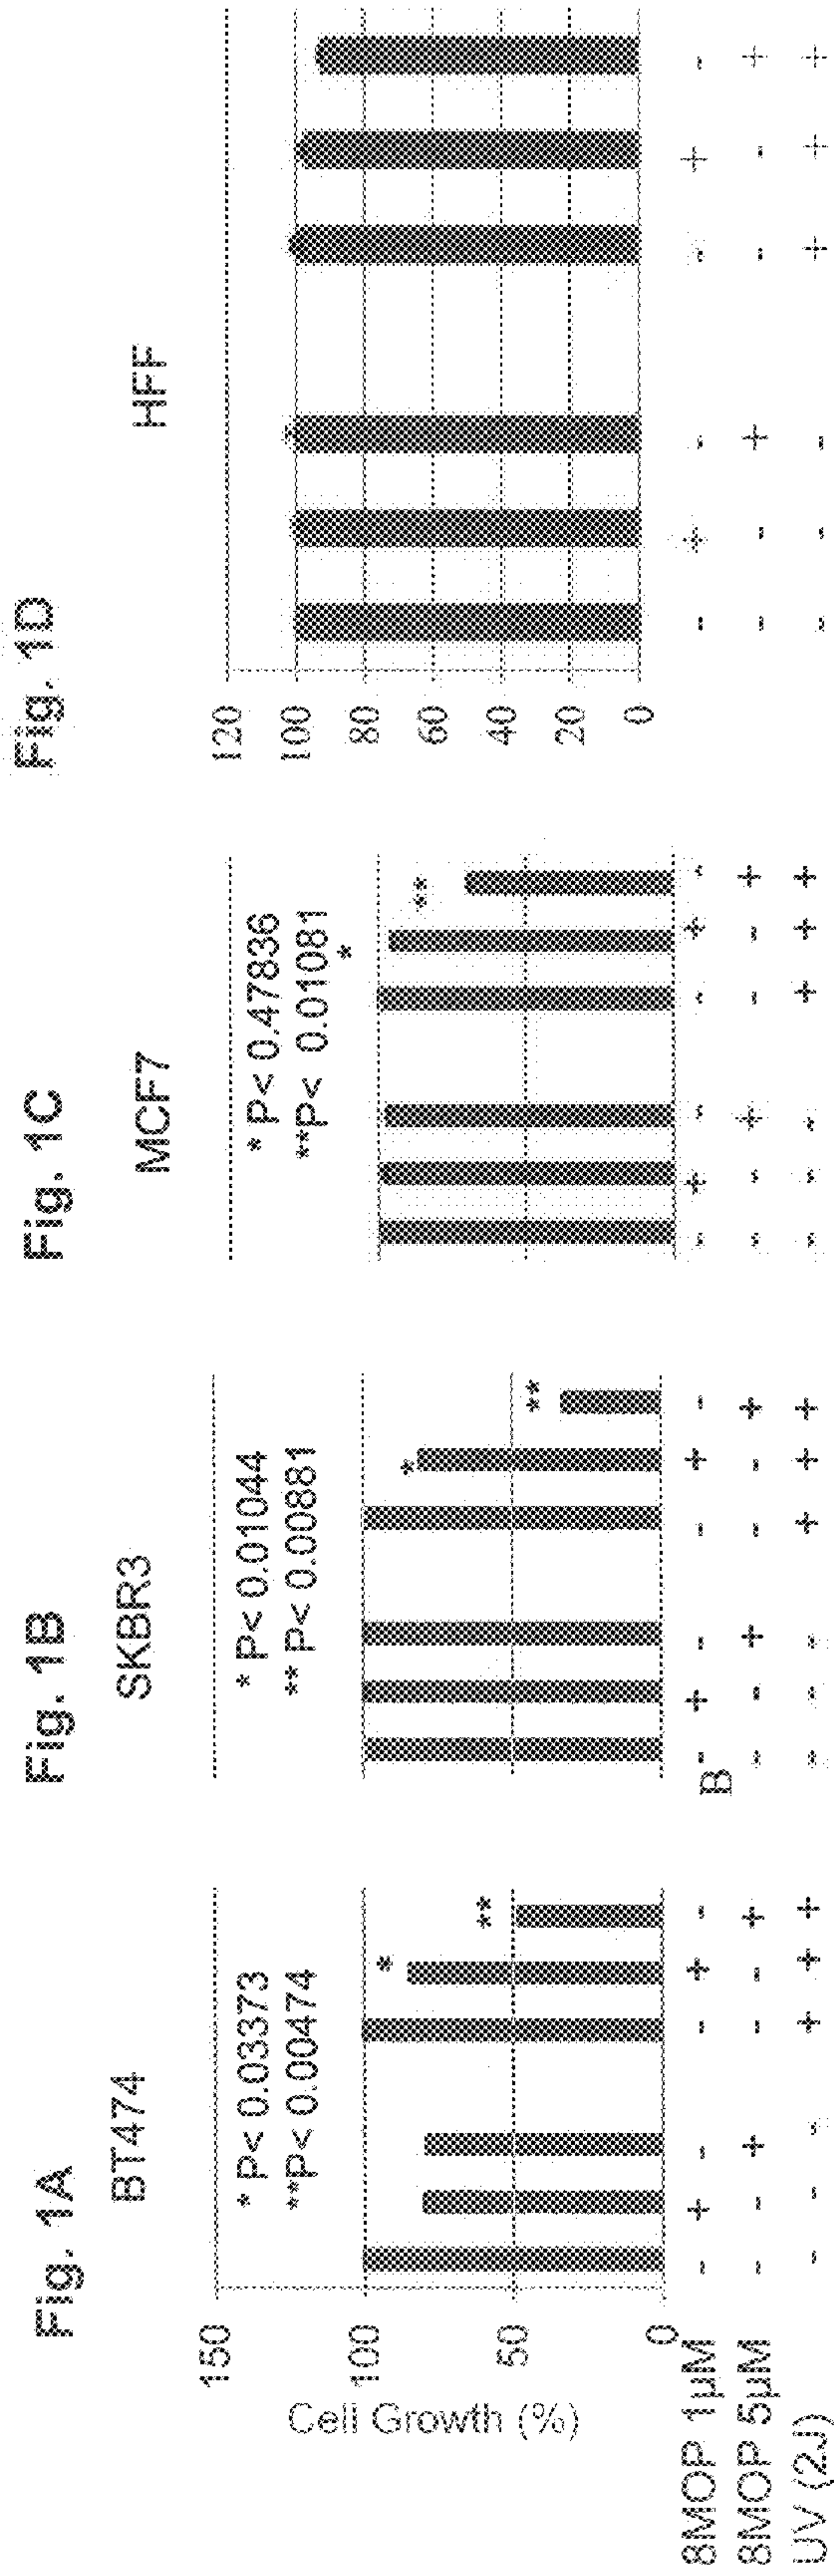 Fig. 1A
BT474
* P< 0.03373
**P< 0.00474
*
**
150
100
50
0
Cell Growth (%)
8MOP 1µM - + - - + -
8MOP 5µM - - + - - +
UV (2J) - - - + + +
Fig. 1B
SKBR3
* P< 0.01044
** P< 0.00881
*
**
- + - - + -
B
- - + - - +
- - - + + +
Fig. 1C
MCF7
* P< 0.47836
**P< 0.01081
*
**
- + - - + -
- - + - - +
- - - + + +
Fig. 1D
HFF
120
100
80
60
40
20
0
- + - - + -
- - + - - +
- - - + + +